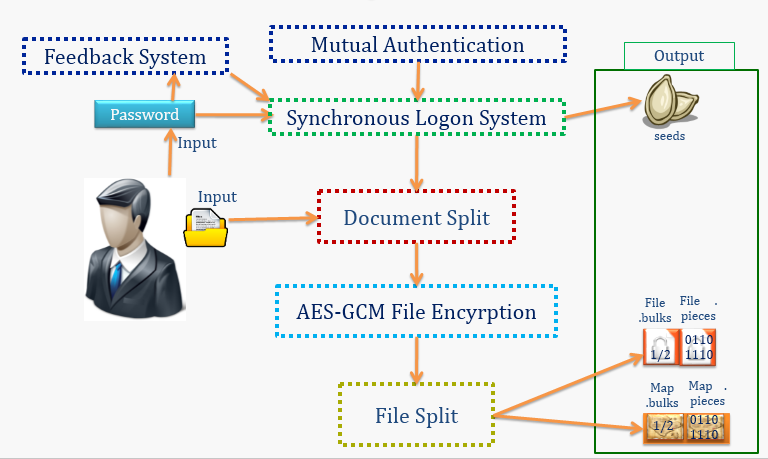 Mutual Authentication
Feedback System
Output
Password
Synchronous Logon System
seeds
Input
Input
Document Split
AES-GCM File Encyrption
File .bulks
File . pieces
1/2
0110
1110
File Split
Map .bulks
Map . pieces
1/2
0110
1110